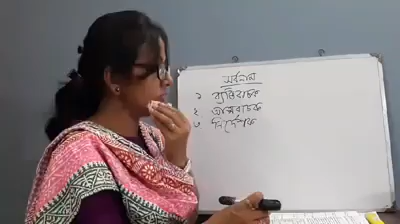 সর্বনাম
১ ব্যক্তিবাচক
২ আত্মবাচক
৩ নির্দেশক